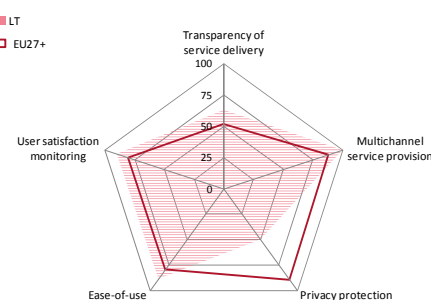 LT
EU27+
Transparency of
service delivery
100
75
50
25
0
User satisfaction
monitoring
Multichannel
service provision
Ease-of-use
Privacy protection